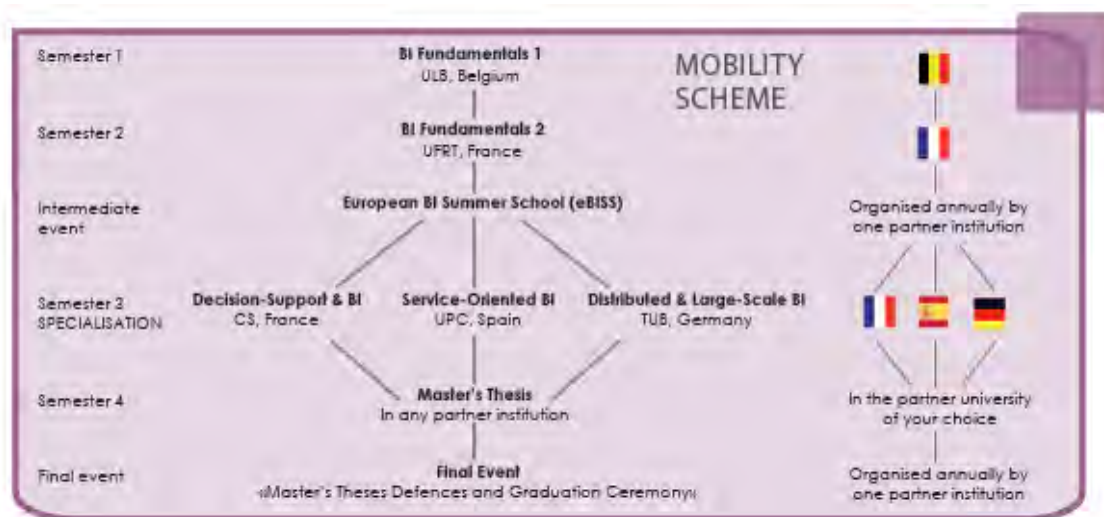 MOBILITY
SCHEME
Semester 1
BI Fundamentals 1
ULB, Belgium
Semester 2
BI Fundamentals 2
UFRT, France
Intermediate
event
European BI Summer School (eBISS)
Organised annually by
one partner institution
Semester 3
SPECIALISATION
Decision-Support & BI
CS, France
Service-Oriented BI
UPC, Spain
Distributed & Large-Scale BI
TUB, Germany
Semester 4
Master's Thesis
In any partner institution
In the partner university
of your choice
Final event
Final Event
«Master's Theses Defences and Graduation Ceremony»
Organised annually by
one partner institution